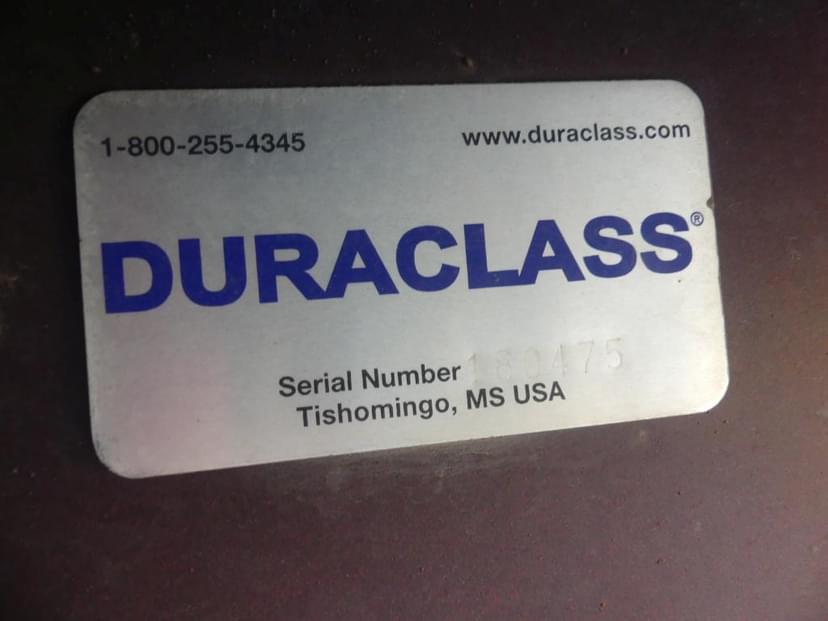 1-800-255-4345 www.duraclass.com
DURACLASS®
Serial Number 180475
Tishomingo, MS USA